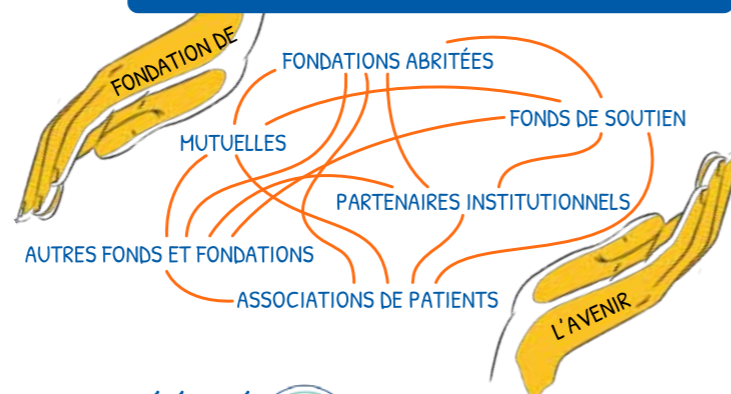 FONDATION DE
FONDATIONS ABRITÉES
FONDS DE SOUTIEN
MUTUELLES
PARTENAIRES INSTITUTIONNELS
AUTRES FONDS ET FONDATIONS
ASSOCIATIONS DE PATIENTS
L'AVENIR